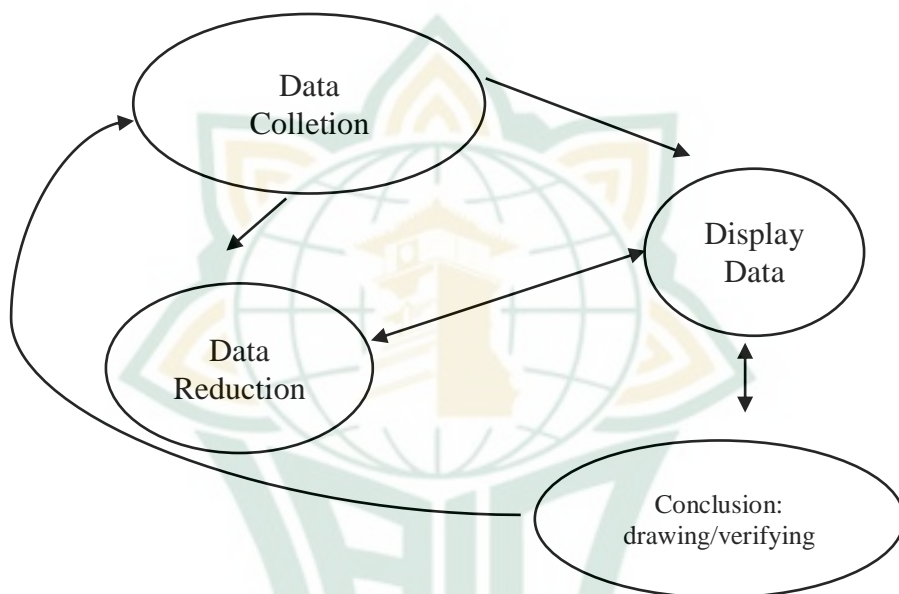 Data
Colletion
Display
Data
Data
Reduction
Conclusion:
drawing/verifying